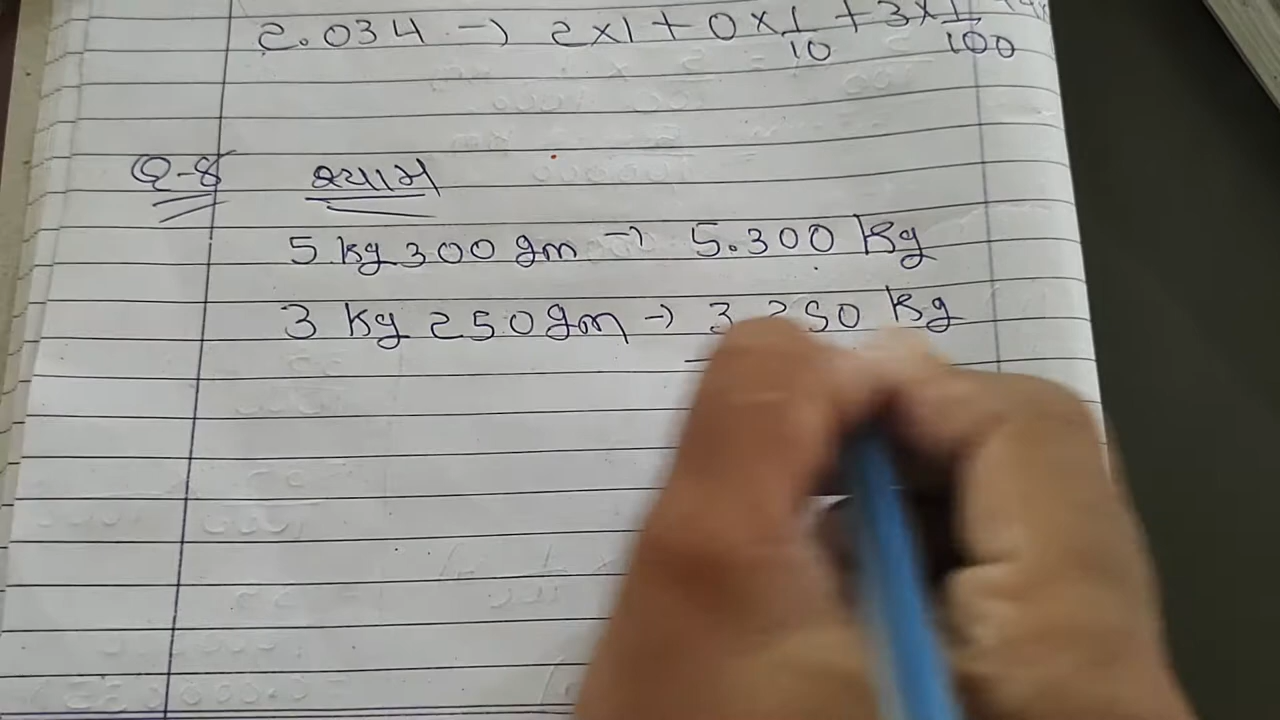 2.034 → 2×1 + 0×1/10 + 3×1/100
Q-8 શ્યામ
5 kg 300 gm → 5.300 Kg
3 Kg 250 gm → 3.250 Kg